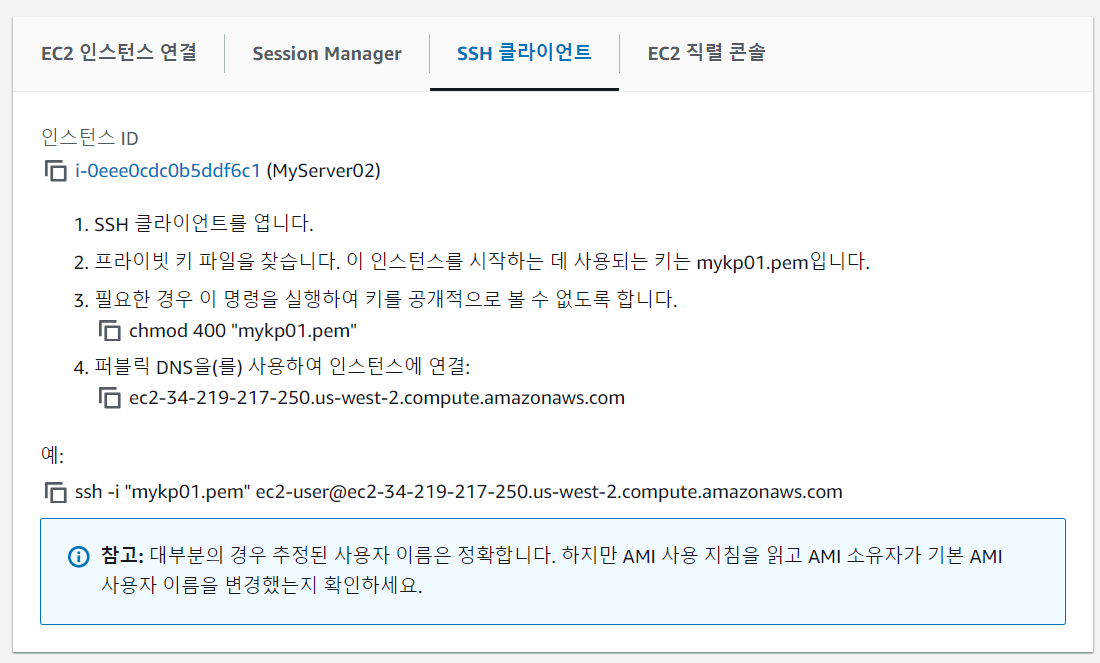 EC2 인스턴스 연결
Session Manager
SSH 클라이언트
EC2 직렬 콘솔
인스턴스 ID
i-0eee0cdc0b5ddf6c1 (MyServer02)
1. SSH 클라이언트를 엽니다.
2. 프라이빗 키 파일을 찾습니다. 이 인스턴스를 시작하는 데 사용되는 키는 mykp01.pem입니다.
3. 필요한 경우 이 명령을 실행하여 키를 공개적으로 볼 수 없도록 합니다.
chmod 400 "mykp01.pem"
4. 퍼블릭 DNS을(를) 사용하여 인스턴스에 연결:
ec2-34-219-217-250.us-west-2.compute.amazonaws.com
예:
ssh -i "mykp01.pem" ec2-user@ec2-34-219-217-250.us-west-2.compute.amazonaws.com
참고: 대부분의 경우 추정된 사용자 이름은 정확합니다. 하지만 AMI 사용 지침을 읽고 AMI 소유자가 기본 AMI
사용자 이름을 변경했는지 확인하세요.